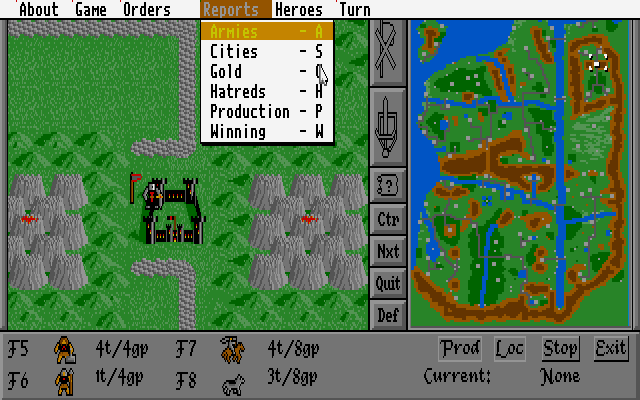 About Game Orders Reports Heroes Turn
Armies - A
Cities - S
Gold - G
Hatreds - H
Production - P
Winning - W
?
Ctr
Nxt
Quit
Def
F5 4t/4gp F7 4t/8gp Prod Loc Stop Exit
F6 1t/4gp F8 3t/8gp Current: None